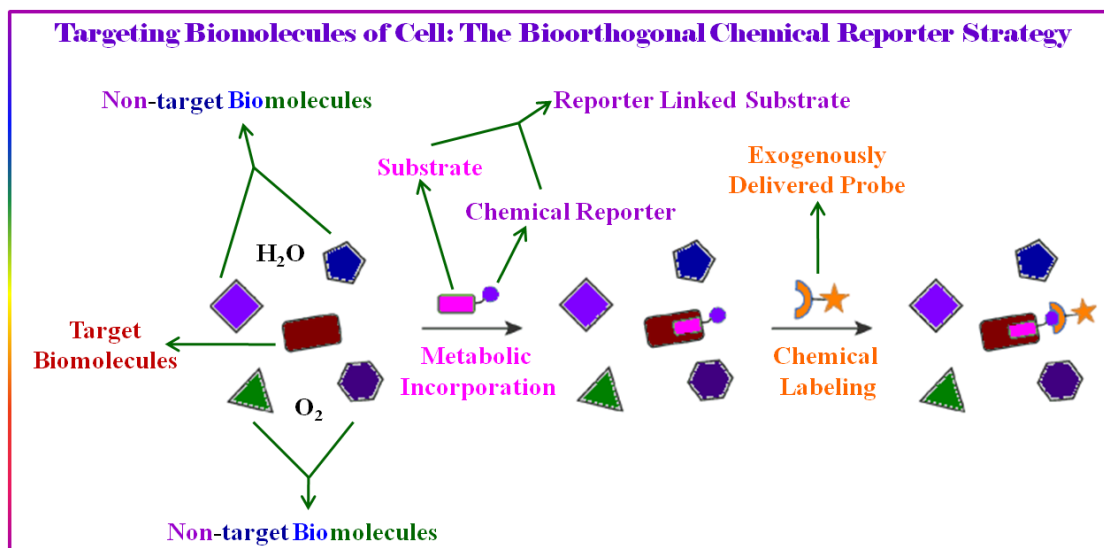 Targeting Biomolecules of Cell: The Bioorthogonal Chemical Reporter Strategy
Non-target Biomolecules
Reporter Linked Substrate
Substrate
Exogenously
Delivered Probe
Chemical Reporter
H₂O
Target
Biomolecules
Metabolic
Incorporation
Chemical
Labeling
O₂
Non-target Biomolecules